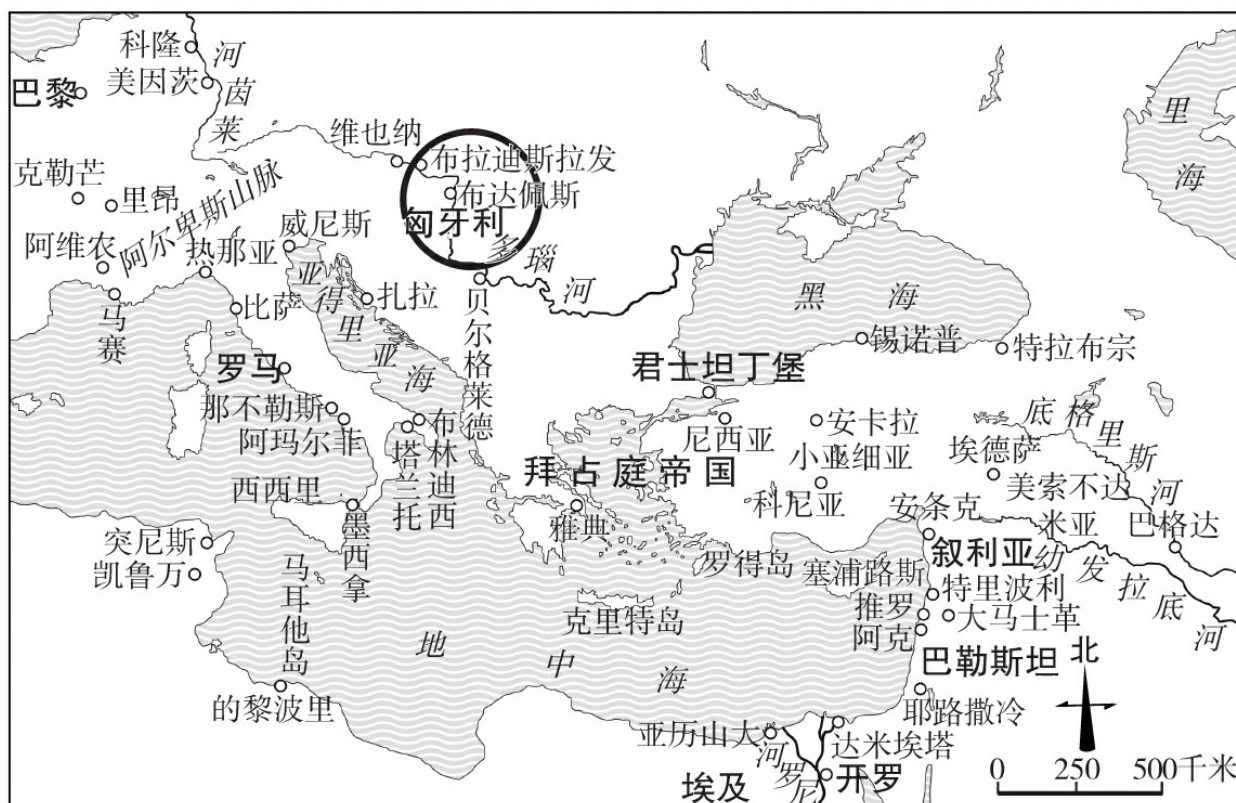 科隆
美因茨
巴黎
莱茵河
维也纳
布拉迪斯拉发
布达佩斯
匈牙利
多瑙河
里海
克勒芒
里昂
阿尔卑斯山脉
阿维农
热那亚
威尼斯
马赛
比萨
亚得里亚海
扎拉
贝尔格莱德
黑海
锡诺普
特拉布宗
罗马
君士坦丁堡
那不勒斯
阿玛尔非
塔兰托
布林迪西
尼西亚
安卡拉
小亚细亚
底格里斯河
埃德萨
拜占庭帝国
科尼亚
美索不达
米亚
巴格达
西西里
墨西拿
雅典
安条克
突尼斯
凯鲁万
罗得岛
塞浦路斯
叙利亚
幼发拉底河
特里波利
马耳他岛
克里特岛
推罗
大马士革
阿克
地中海
巴勒斯坦
北
的黎波里
耶路撒冷
亚历山大
达米埃塔
尼罗河
埃及
开罗
0 250 500千米